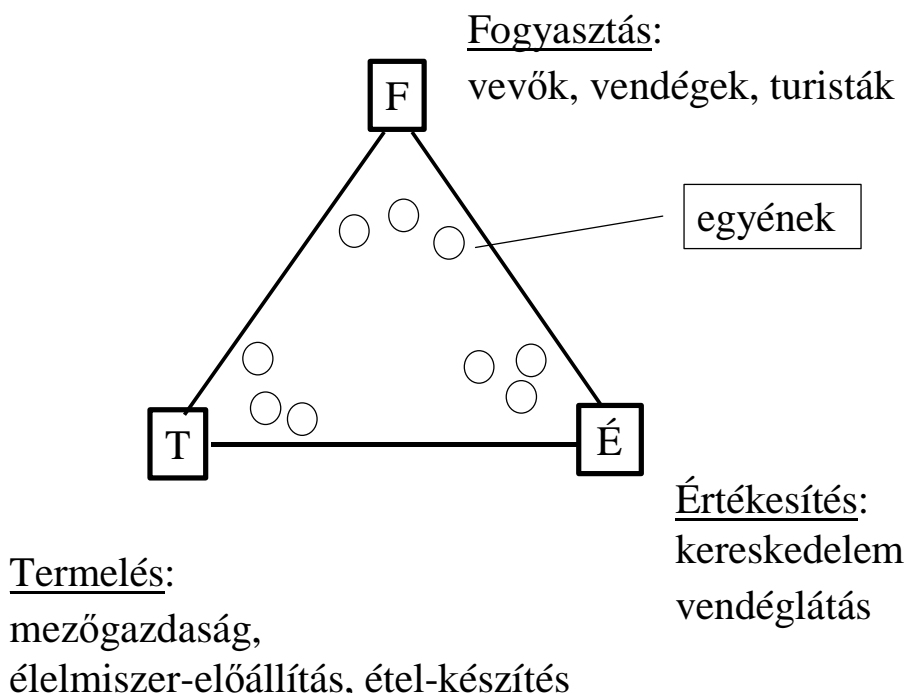 Fogyasztás:
vevők, vendégek, turisták
F
egyének
T
É
Értékesítés:
kereskedelem
vendéglátás
Termelés:
mezőgazdaság,
élelmiszer-előállítás, étel-készítés